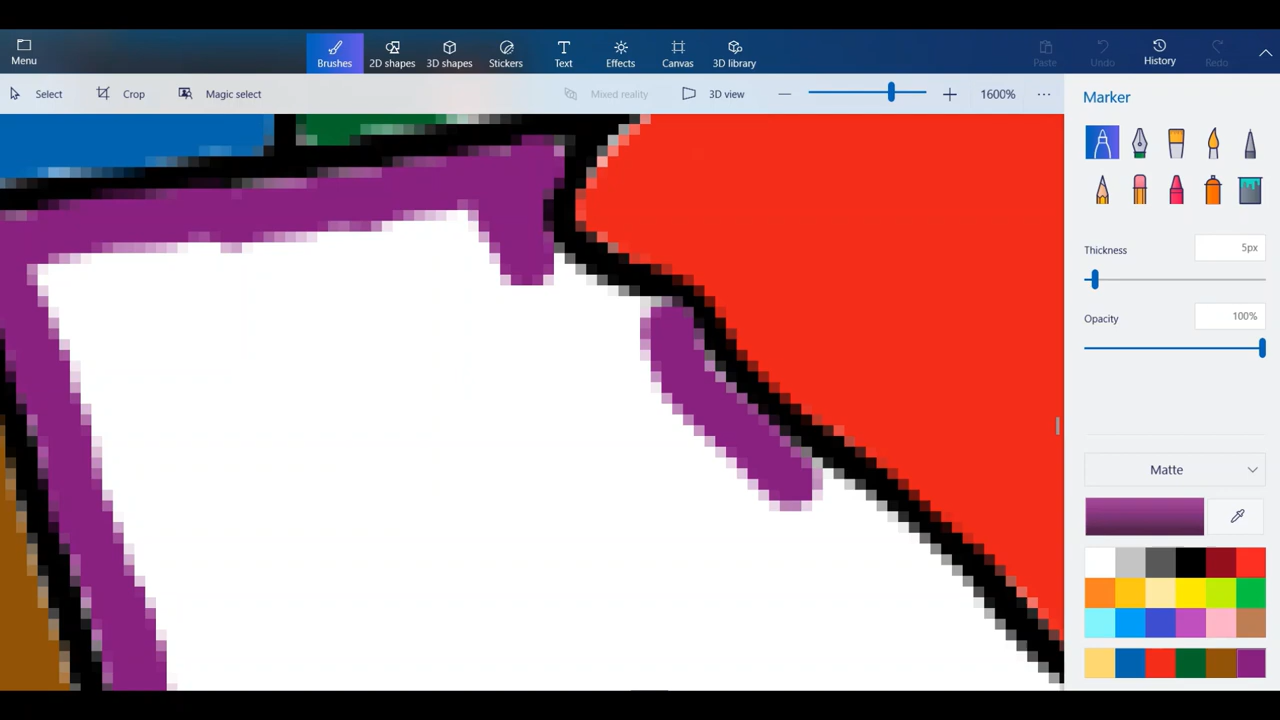 Menu
Brushes
2D shapes
3D shapes
Stickers
Text
Effects
Canvas
3D library
Paste
Undo
History
Redo
Select
Crop
Magic select
Mixed reality
3D view
1600%
Marker
Thickness
5px
Opacity
100%
Matte